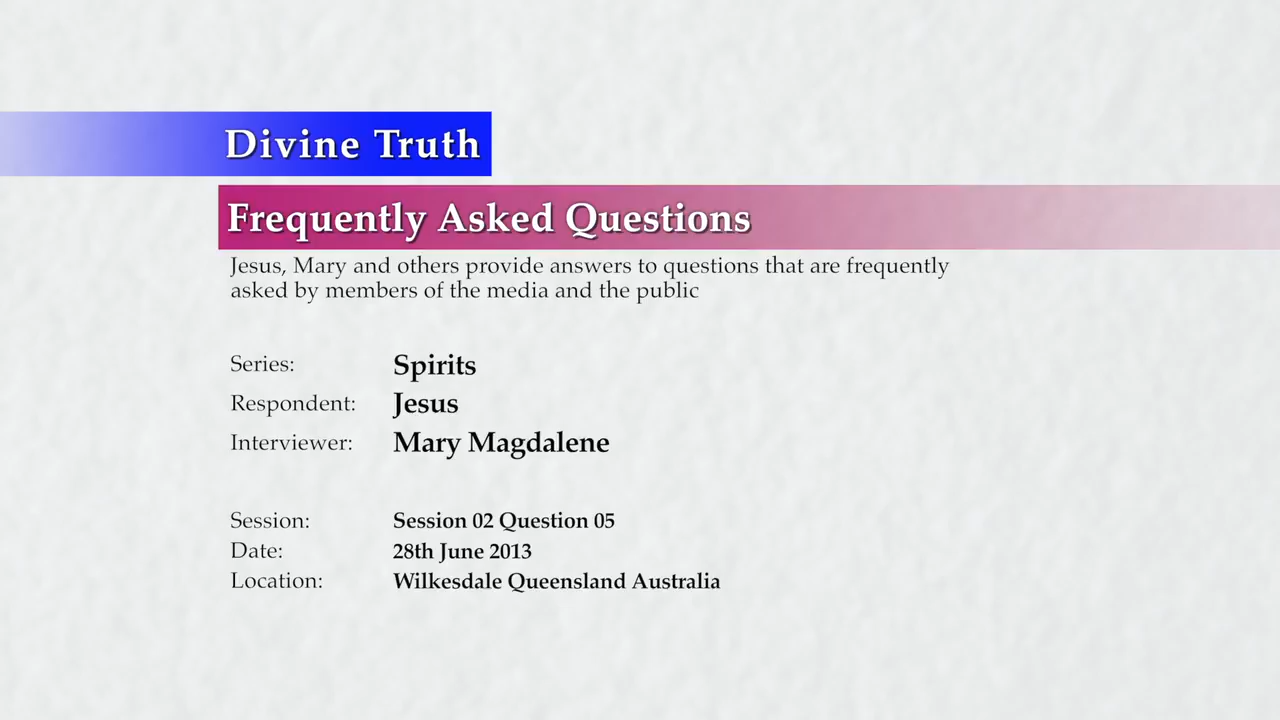 Divine Truth
Frequently Asked Questions
Jesus, Mary and others provide answers to questions that are frequently
asked by members of the media and the public
Series: Spirits
Respondent: Jesus
Interviewer: Mary Magdalene
Session: Session 02 Question 05
Date: 28th June 2013
Location: Wilkesdale Queensland Australia